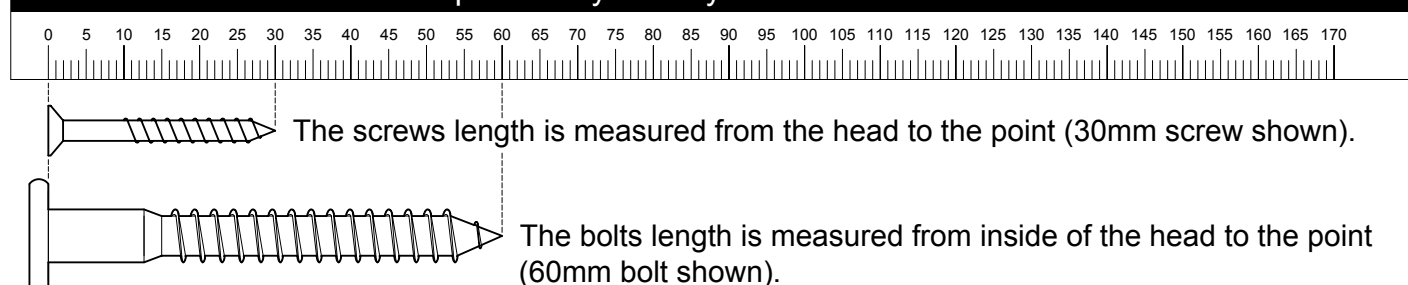 0 5 10 15 20 25 30 35 40 45 50 55 60 65 70 75 80 85 90 95 100 105 110 115 120 125 130 135 140 145 150 155 160 165 170
The screws length is measured from the head to the point (30mm screw shown).
The bolts length is measured from inside of the head to the point
(60mm bolt shown).